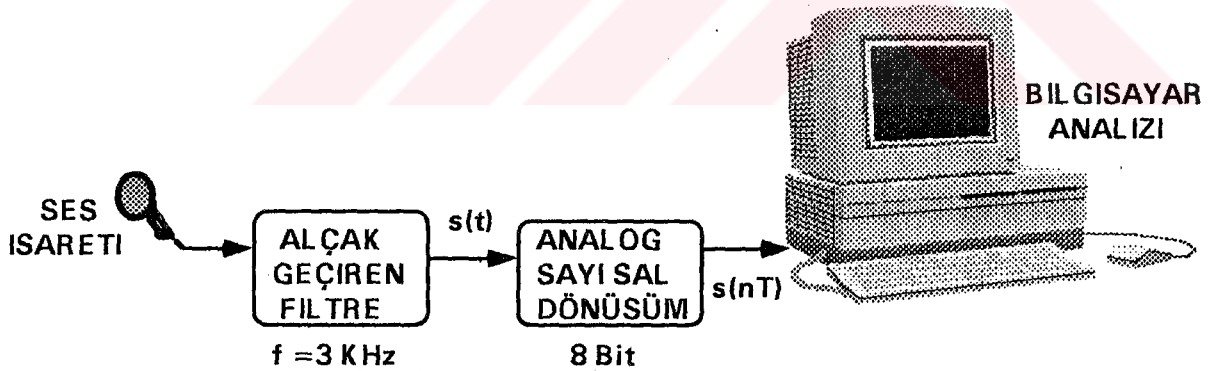 BILGISAYAR
ANALIZI
SES
ISARETI
ALÇAK
GEÇIREN
FILTRE
f =3 KHz
s(t)
ANALOG
SAYISAL
DÖNÜSÜM
8 Bit
s(nT)